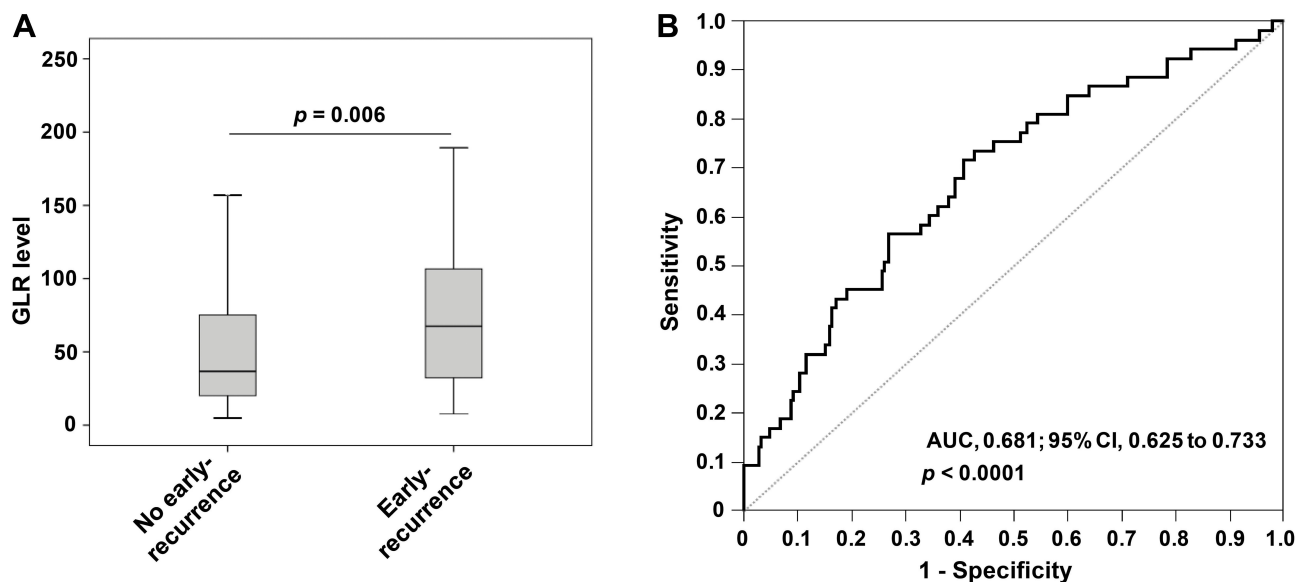 A
GLR level
250
200
150
100
50
0
p = 0.006
No early-
recurrence
Early-
recurrence
B
Sensitivity
1.0
0.9
0.8
0.7
0.6
0.5
0.4
0.3
0.2
0.1
0
AUC, 0.681; 95% CI, 0.625 to 0.733
p < 0.0001
0 0.1 0.2 0.3 0.4 0.5 0.6 0.7 0.8 0.9 1.0
1 - Specificity